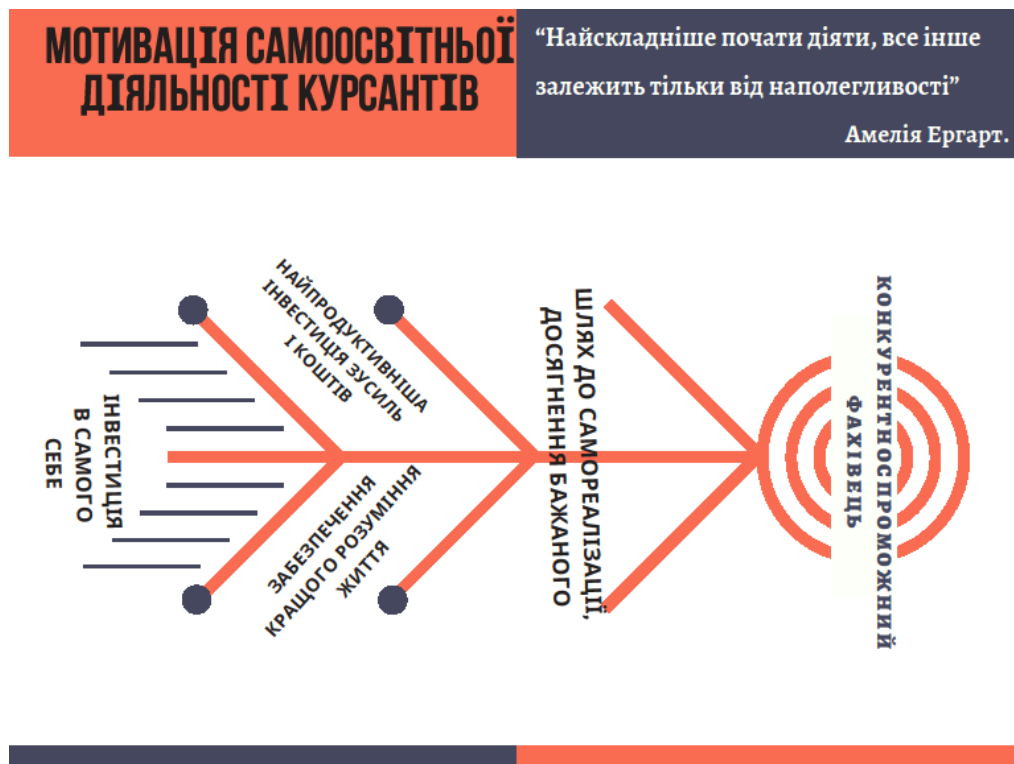 МОТИВАЦІЯ САМООСВІТНЬОЇ
ДІЯЛЬНОСТІ КУРСАНТІВ
“Найскладніше почати діяти, все інше
залежить тільки від наполегливості”
Амелія Ергарт.
ІНВЕСТИЦІЯ
В САМОГО
СЕБЕ
НАЙПРОДУКТИВНІША
ІНВЕСТИЦІЯ ЗУСИЛЬ
І КОШТІВ
ЗАБЕЗПЕЧЕННЯ
КРАЩОГО РОЗУМІННЯ
ЖИТТЯ
ШЛЯХ ДО САМОРЕАЛІЗАЦІЇ,
ДОСЯГНЕННЯ БАЖАНОГО
КОНКУРЕНТНОСПРОМОЖНИЙ
ФАХІВЕЦЬ